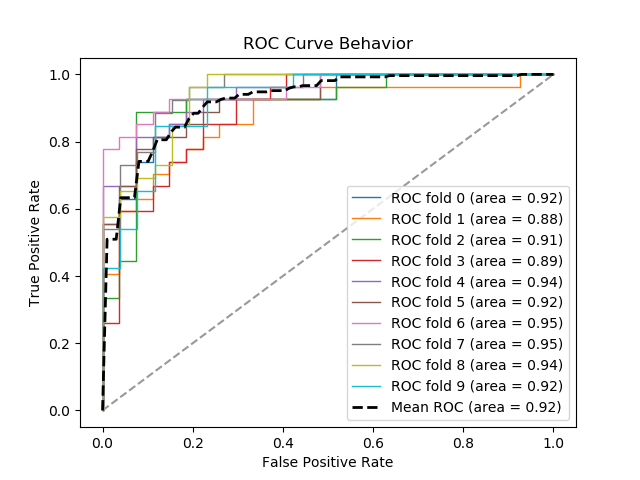 ROC Curve Behavior
True Positive Rate
1.0
0.8
0.6
0.4
0.2
0.0
ROC fold 0 (area = 0.92)
ROC fold 1 (area = 0.88)
ROC fold 2 (area = 0.91)
ROC fold 3 (area = 0.89)
ROC fold 4 (area = 0.94)
ROC fold 5 (area = 0.92)
ROC fold 6 (area = 0.95)
ROC fold 7 (area = 0.95)
ROC fold 8 (area = 0.94)
ROC fold 9 (area = 0.92)
Mean ROC (area = 0.92)
0.0 0.2 0.4 0.6 0.8 1.0
False Positive Rate